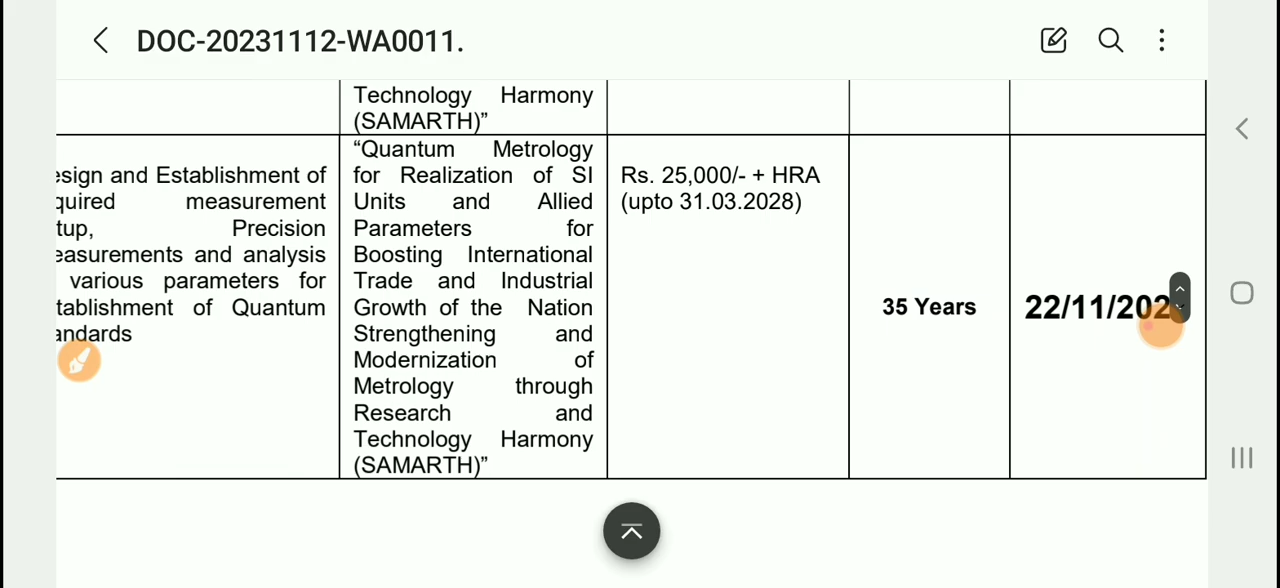 DOC-20231112-WA0011.
Technology Harmony
(SAMARTH)”
esign and Establishment of
quired measurement
tup, Precision
easurements and analysis
various parameters for
tablishment of Quantum
andards
“Quantum Metrology
for Realization of SI
Units and Allied
Parameters for
Boosting International
Trade and Industrial
Growth of the Nation
Strengthening and
Modernization of
Metrology through
Research and
Technology Harmony
(SAMARTH)”
Rs. 25,000/- + HRA
(upto 31.03.2028)
35 Years
22/11/202